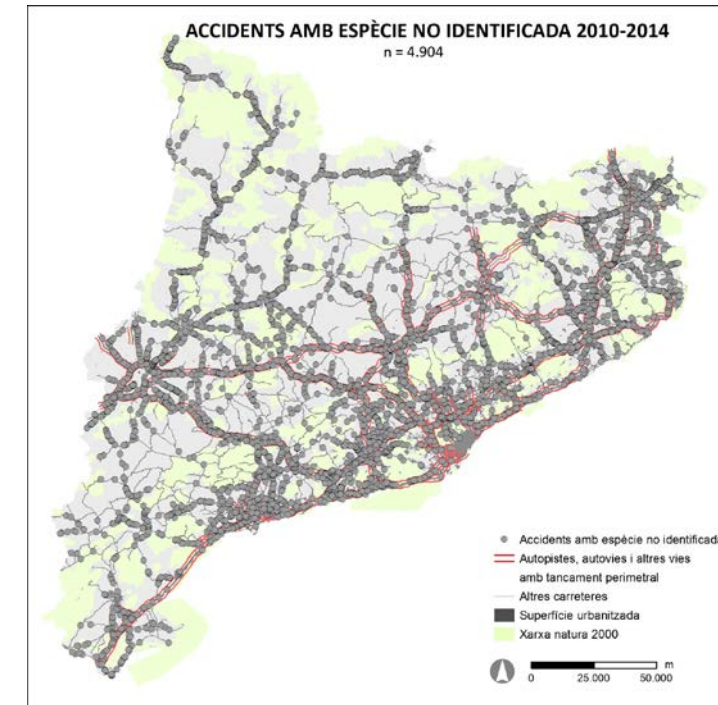 ACCIDENTS AMB ESPÈCIE NO IDENTIFICADA 2010-2014
n = 4.904
Accidents amb espècie no identificada
Autopistes, autovies i altres vies
amb tancament perimetral
Altres carreteres
Superfície urbanitzada
Xarxa natura 2000
m
0 25.000 50.000